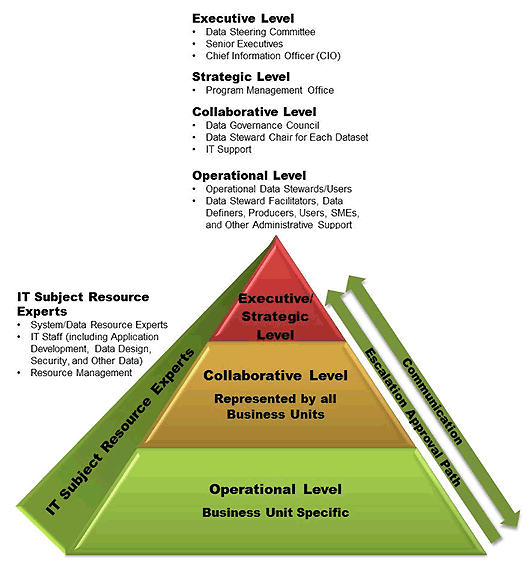 Executive Level
• Data Steering Committee
• Senior Executives
• Chief Information Officer (CIO)
Strategic Level
• Program Management Office
Collaborative Level
• Data Governance Council
• Data Steward Chair for Each Dataset
• IT Support
Operational Level
• Operational Data Stewards/Users
• Data Steward Facilitators, Data
Definers, Producers, Users, SMEs,
and Other Administrative Support
IT Subject Resource
Experts
• System/Data Resource Experts
• IT Staff (including Application
Development, Data Design,
Security, and Other Data)
• Resource Management
IT Subject Resource Experts
Executive/
Strategic
Level
Collaborative Level
Represented by all
Business Units
Operational Level
Business Unit Specific
Escalation Approval Path
Communication